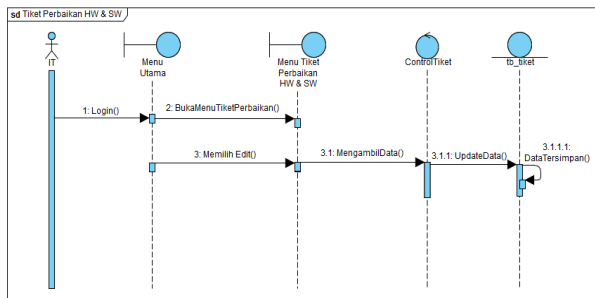 sd Tiket Perbaikan HW & SW
IT
Menu
Utama
Menu Tiket
Perbaikan
HW & SW
ControlTiket
tb_tiket
1: Login()
2: BukaMenuTiketPerbaikan()
3: Memilih Edit()
3.1: MengambilData()
3.1.1: UpdateData()
3.1.1.1:
DataTersimpan()